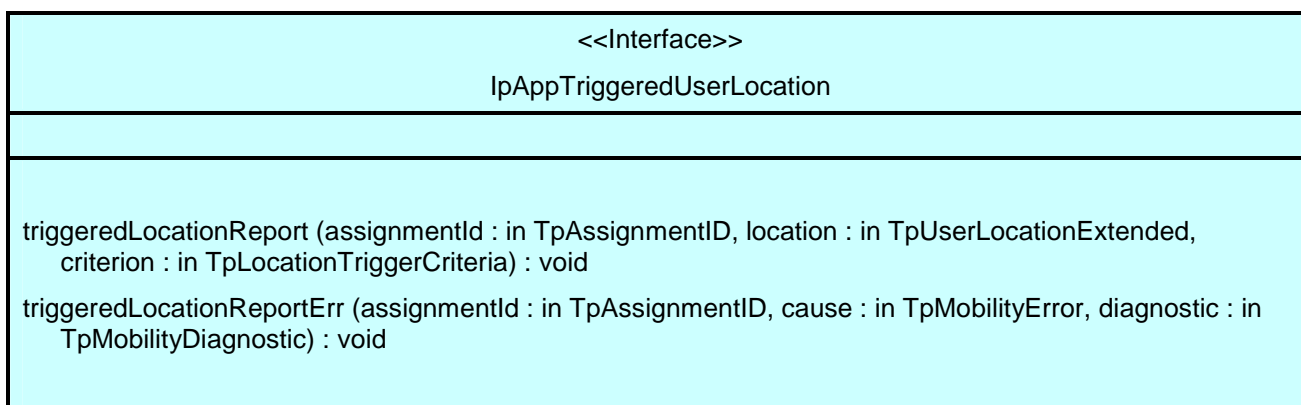 <<Interface>>
IpAppTriggeredUserLocation
triggeredLocationReport (assignmentId : in TpAssignmentID, location : in TpUserLocationExtended,
criterion : in TpLocationTriggerCriteria) : void
triggeredLocationReportErr (assignmentId : in TpAssignmentID, cause : in TpMobilityError, diagnostic : in
TpMobilityDiagnostic) : void